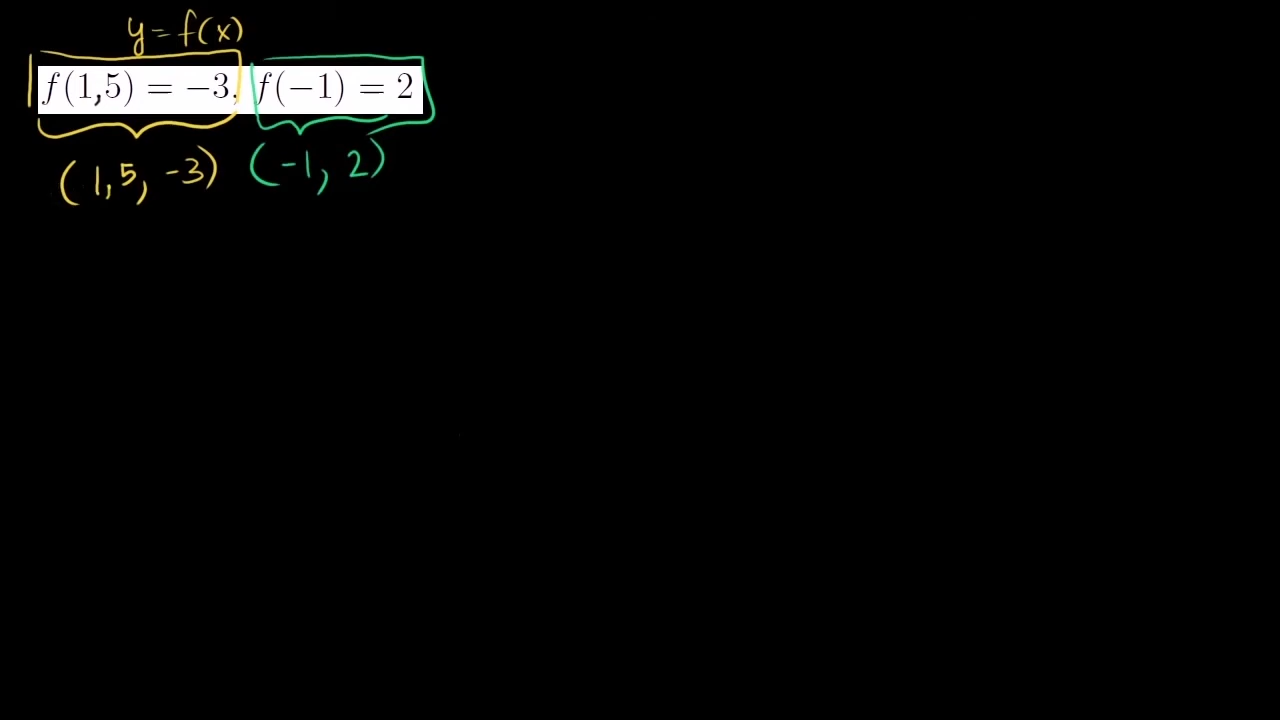 y = f(x)
f(1,5) = −3, f(−1) = 2
(1,5, -3) (-1, 2)